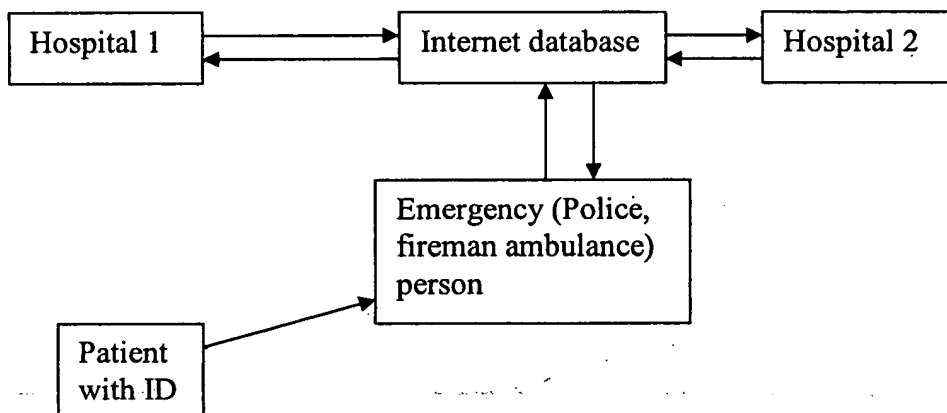 Hospital 1
Internet database
Hospital 2
Emergency (Police,
fireman ambulance)
person
Patient
with ID